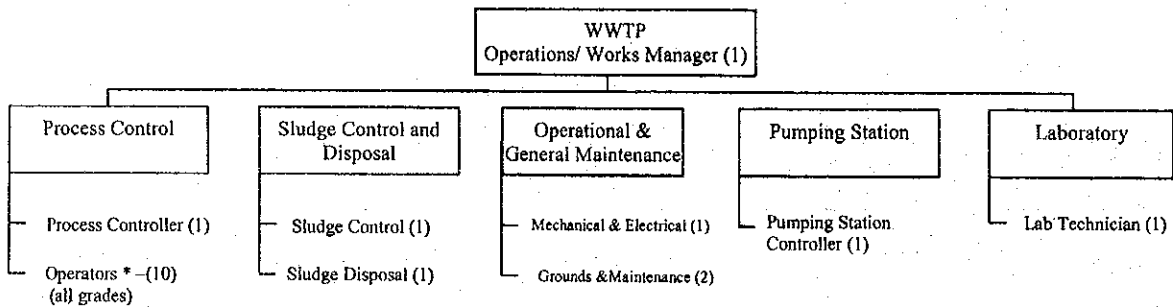 WWTP
Operations/ Works Manager (1)
Process Control
Sludge Control and
Disposal
Operational &
General Maintenance
Pumping Station
Laboratory
Process Controller (1)
Operators * –(10)
(all grades)
Sludge Control (1)
Sludge Disposal (1)
Mechanical & Electrical (1)
Grounds &Maintenance (2)
Pumping Station
Controller (1)
Lab Technician (1)